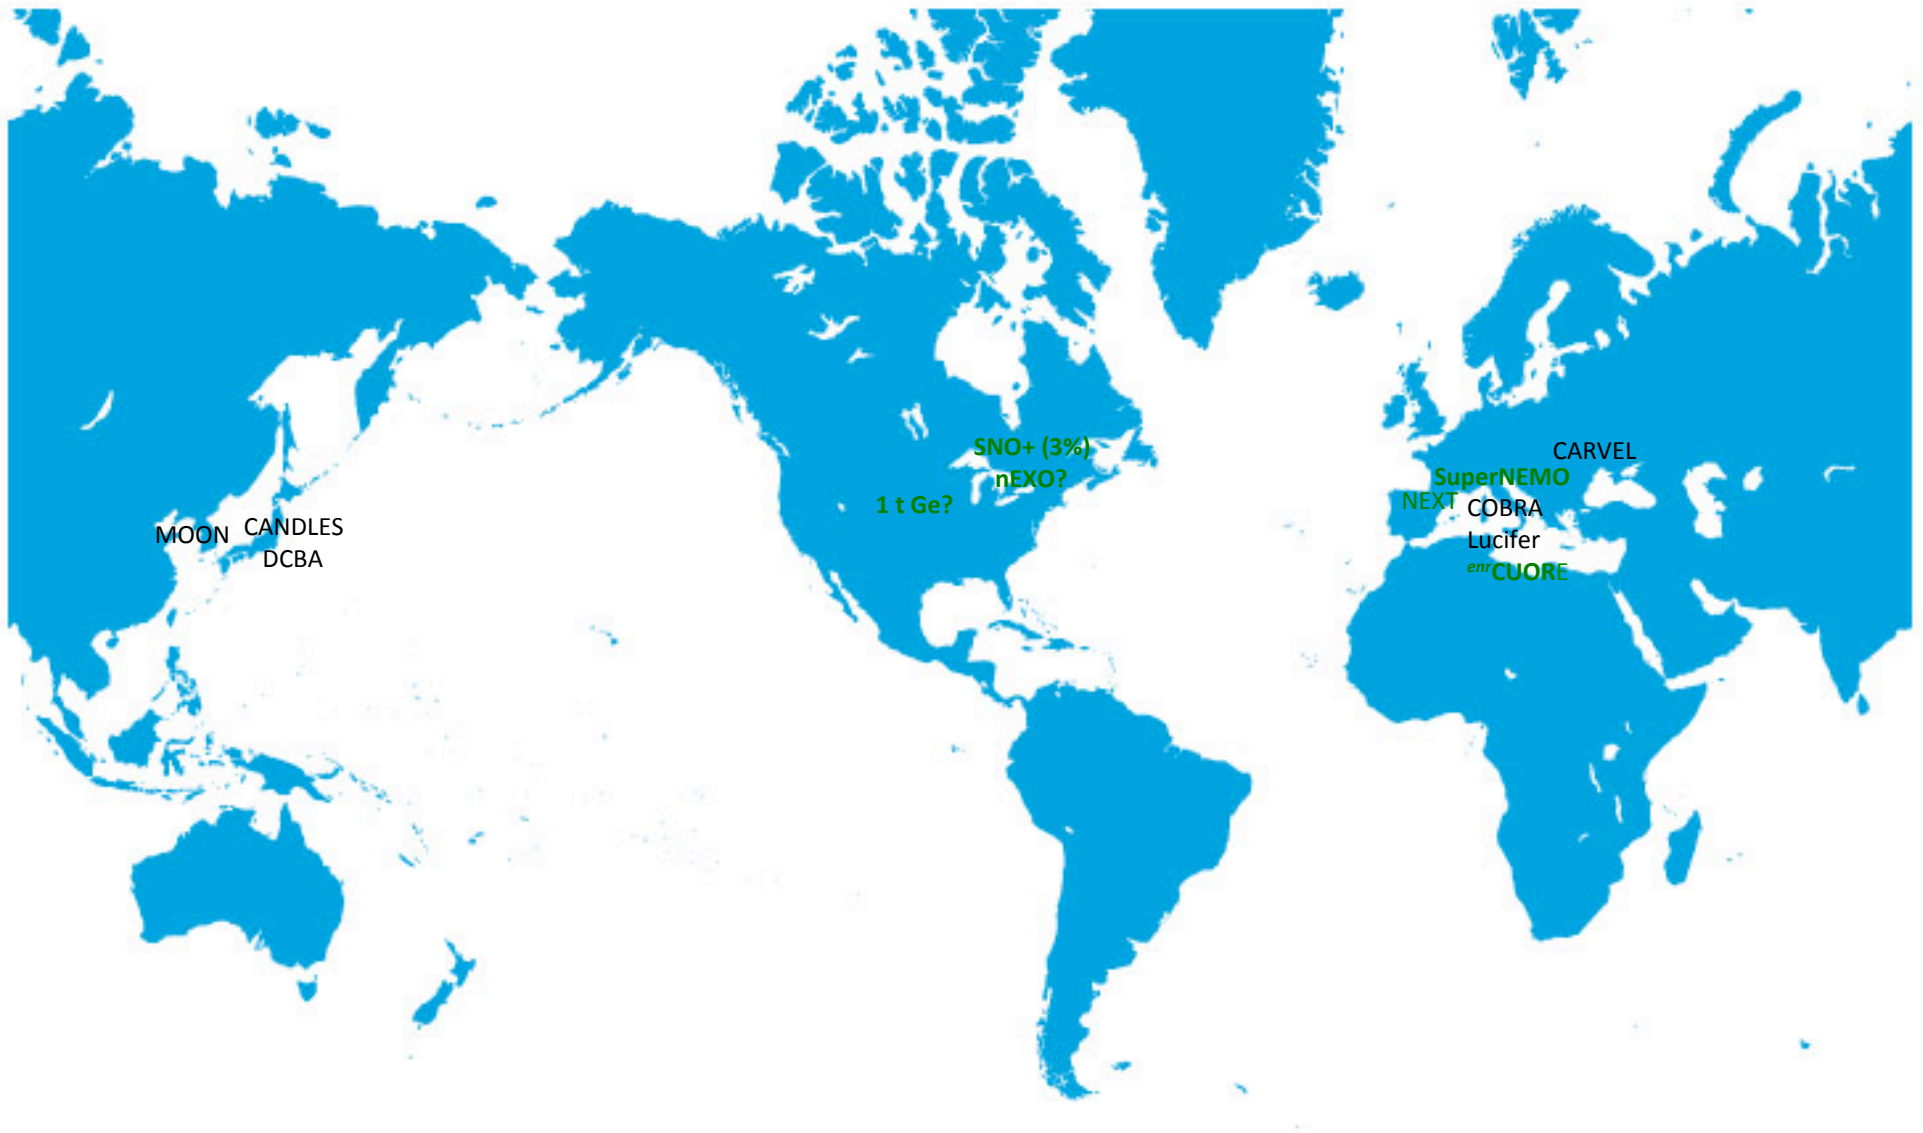 SNO+ (3%)
nEXO?
1 t Ge?
MOON
CANDLES
DCBA
CARVEL
SuperNEMO
NEXT
COBRA
Lucifer
enrCUORE